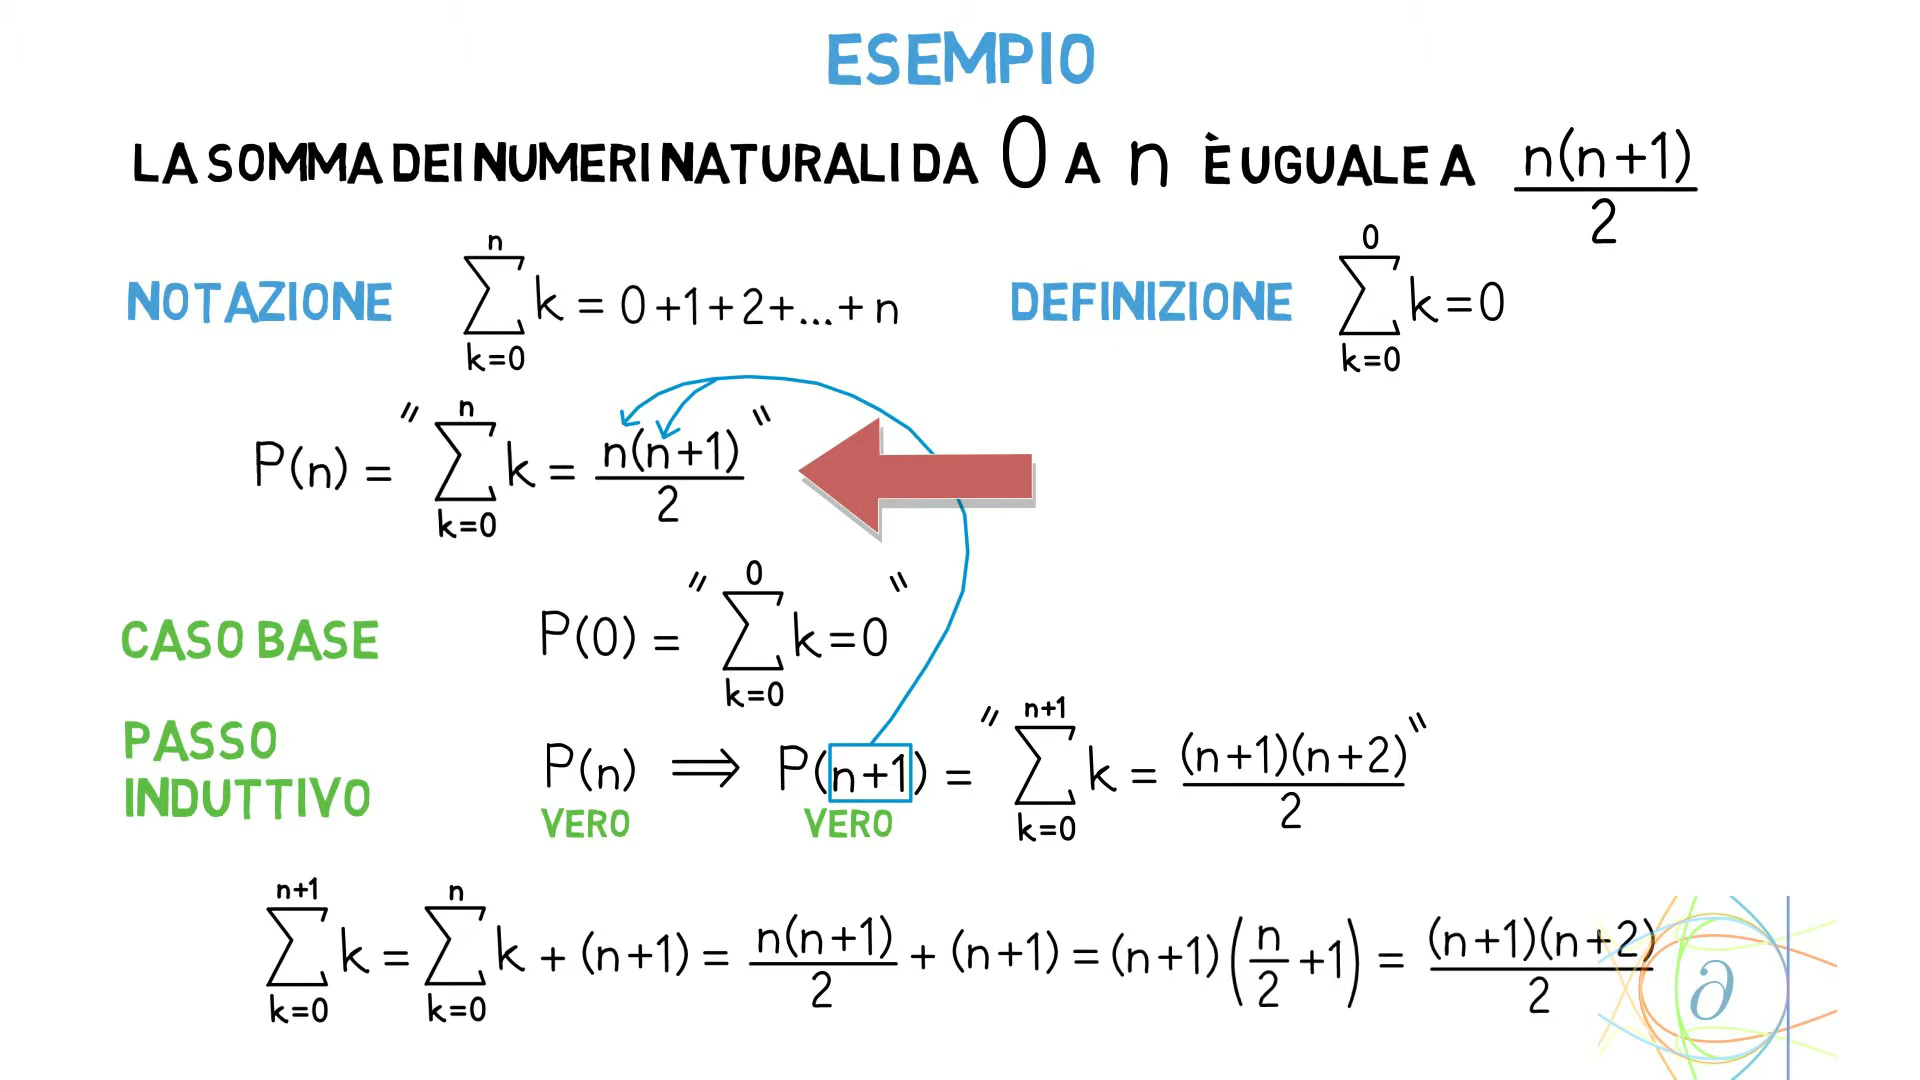 ESEMPIO
LA SOMMA DEI NUMERI NATURALI DA 0 A n È UGUALE A n(n+1)/2
NOTAZIONE ∑_{k=0}^{n} k = 0+1+2+...+n DEFINIZIONE ∑_{k=0}^{0} k=0
P(n) = "∑_{k=0}^{n} k = n(n+1)/2"
CASO BASE P(0) = "∑_{k=0}^{0} k=0"
PASSO
INDUTTIVO P(n) ⟹ P(n+1) = "∑_{k=0}^{n+1} k = (n+1)(n+2)/2"
VERO VERO
∑_{k=0}^{n+1} k = ∑_{k=0}^{n} k + (n+1) = n(n+1)/2 + (n+1) = (n+1)(n/2 +1) = (n+1)(n+2)/2
∂